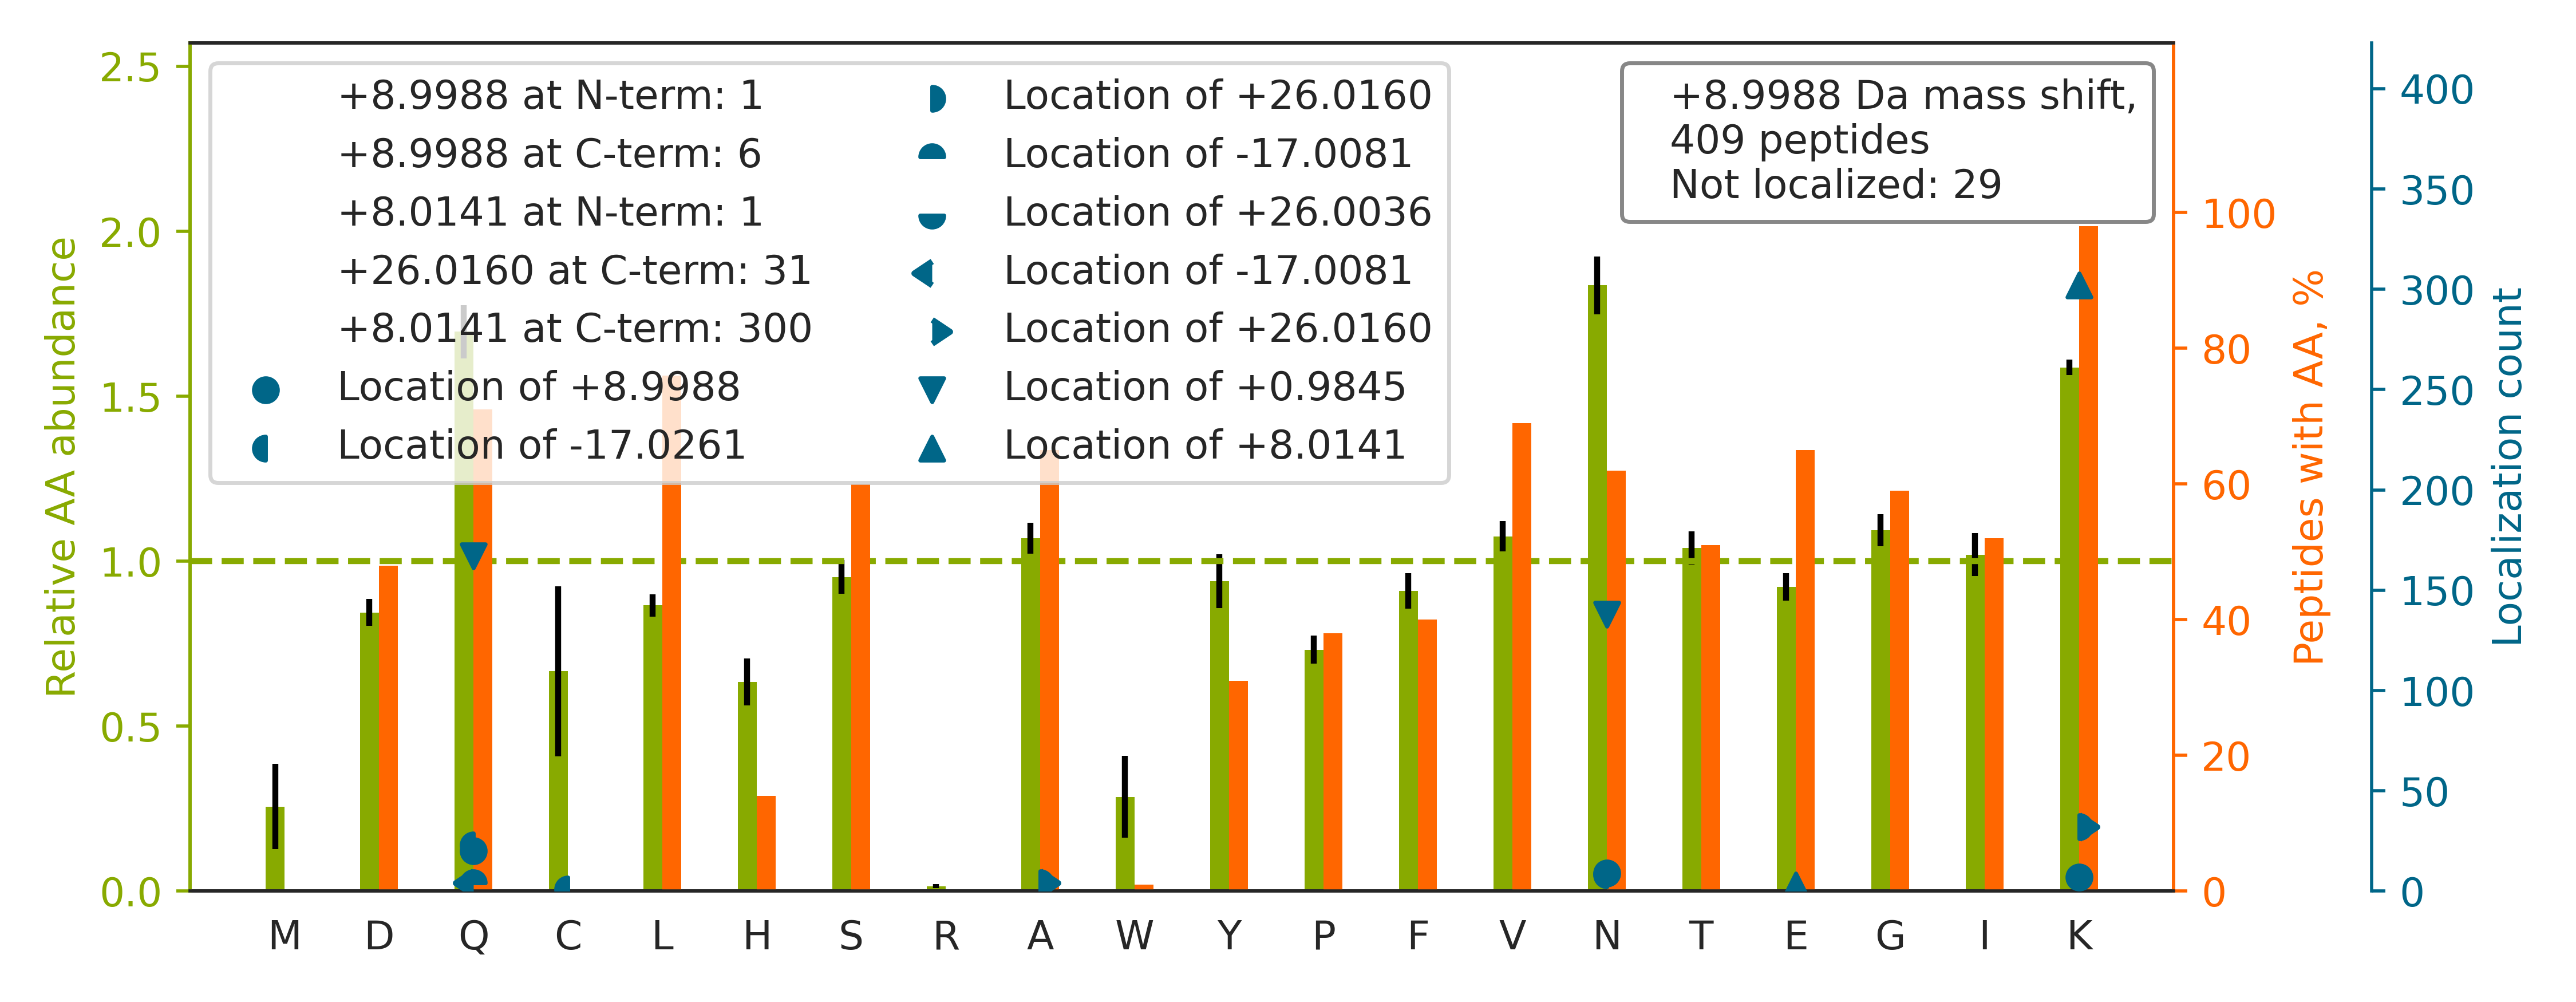 +8.9988 at N-term: 1
+8.9988 at C-term: 6
+8.0141 at N-term: 1
+26.0160 at C-term: 31
+8.0141 at C-term: 300
Location of +8.9988
Location of -17.0261
Location of +26.0160
Location of -17.0081
Location of +26.0036
Location of -17.0081
Location of +26.0160
Location of +0.9845
Location of +8.0141
+8.9988 Da mass shift,
409 peptides
Not localized: 29
Relative AA abundance
2.5
2.0
1.5
1.0
0.5
0.0
M D Q C L H S R A W Y P F V N T E G I K
100
80
60
40
20
0
Peptides with AA, %
400
350
300
250
200
150
100
50
0
Localization count